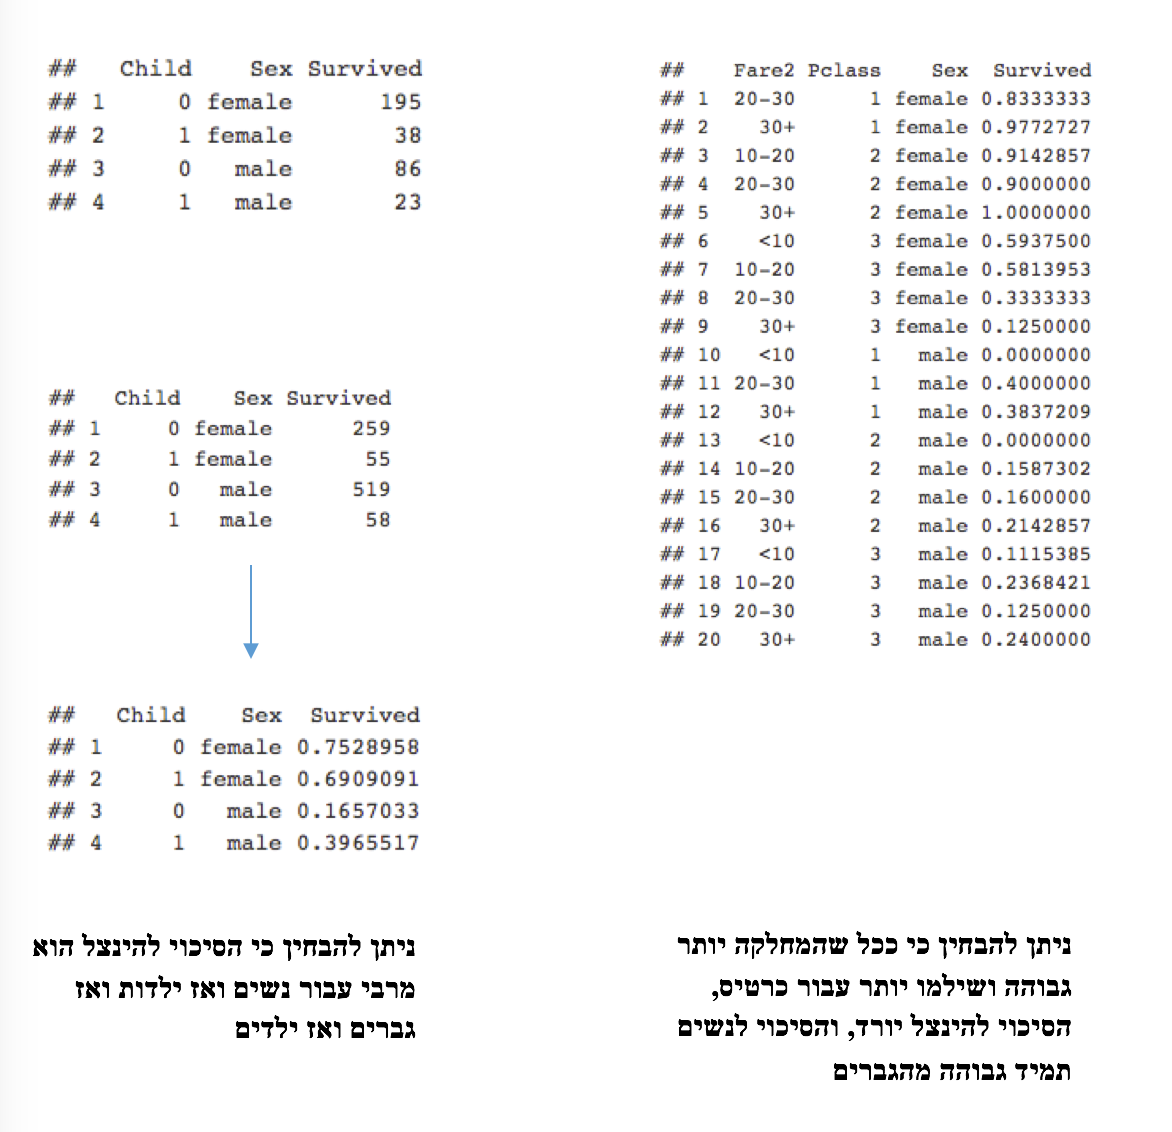 ##    Child    Sex Survived
## 1     0 female      195
## 2     1 female       38
## 3     0   male       86
## 4     1   male       23
##    Child    Sex Survived
## 1     0 female      259
## 2     1 female       55
## 3     0   male      519
## 4     1   male       58
##    Child    Sex  Survived
## 1     0 female 0.7528958
## 2     1 female 0.6909091
## 3     0   male 0.1657033
## 4     1   male 0.3965517
ניתן להבחין כי הסיכוי להינצל הוא
מרבי עבור נשים ואז ילדות ואז
גברים ואז ילדים
##    Fare2 Pclass    Sex  Survived
## 1  20-30      1 female 0.8333333
## 2    30+      1 female 0.9772727
## 3  10-20      2 female 0.9142857
## 4  20-30      2 female 0.9000000
## 5    30+      2 female 1.0000000
## 6    <10      3 female 0.5937500
## 7  10-20      3 female 0.5813953
## 8  20-30      3 female 0.3333333
## 9    30+      3 female 0.1250000
## 10   <10      1   male 0.0000000
## 11 20-30      1   male 0.4000000
## 12   30+      1   male 0.3837209
## 13   <10      2   male 0.0000000
## 14 10-20      2   male 0.1587302
## 15 20-30      2   male 0.1600000
## 16   30+      2   male 0.2142857
## 17   <10      3   male 0.1115385
## 18 10-20      3   male 0.2368421
## 19 20-30      3   male 0.1250000
## 20   30+      3   male 0.2400000
ניתן להבחין כי ככל שהמחלקה יותר
גבוהה ושילמו יותר עבור כרטיס,
הסיכוי להינצל יורד, והסיכוי לנשים
תמיד גבוהה מהגברים